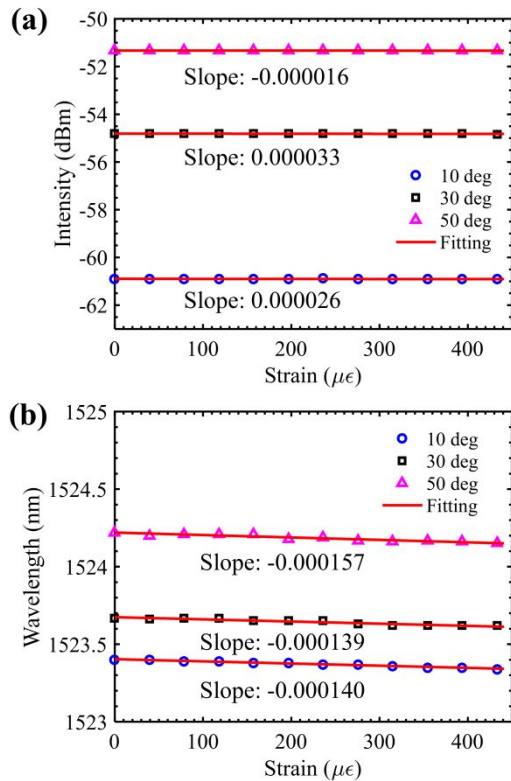 (a)
-50
-52
-54
-56
-58
-60
-62
Intensity (dBm)
Slope: -0.000016
Slope: 0.000033
10 deg
30 deg
50 deg
Fitting
Slope: 0.000026
0 100 200 300 400
Strain (με)
(b)
1525
1524.5
1524
1523.5
1523
Wavelength (nm)
10 deg
30 deg
50 deg
Fitting
Slope: -0.000157
Slope: -0.000139
Slope: -0.000140
0 100 200 300 400
Strain (με)